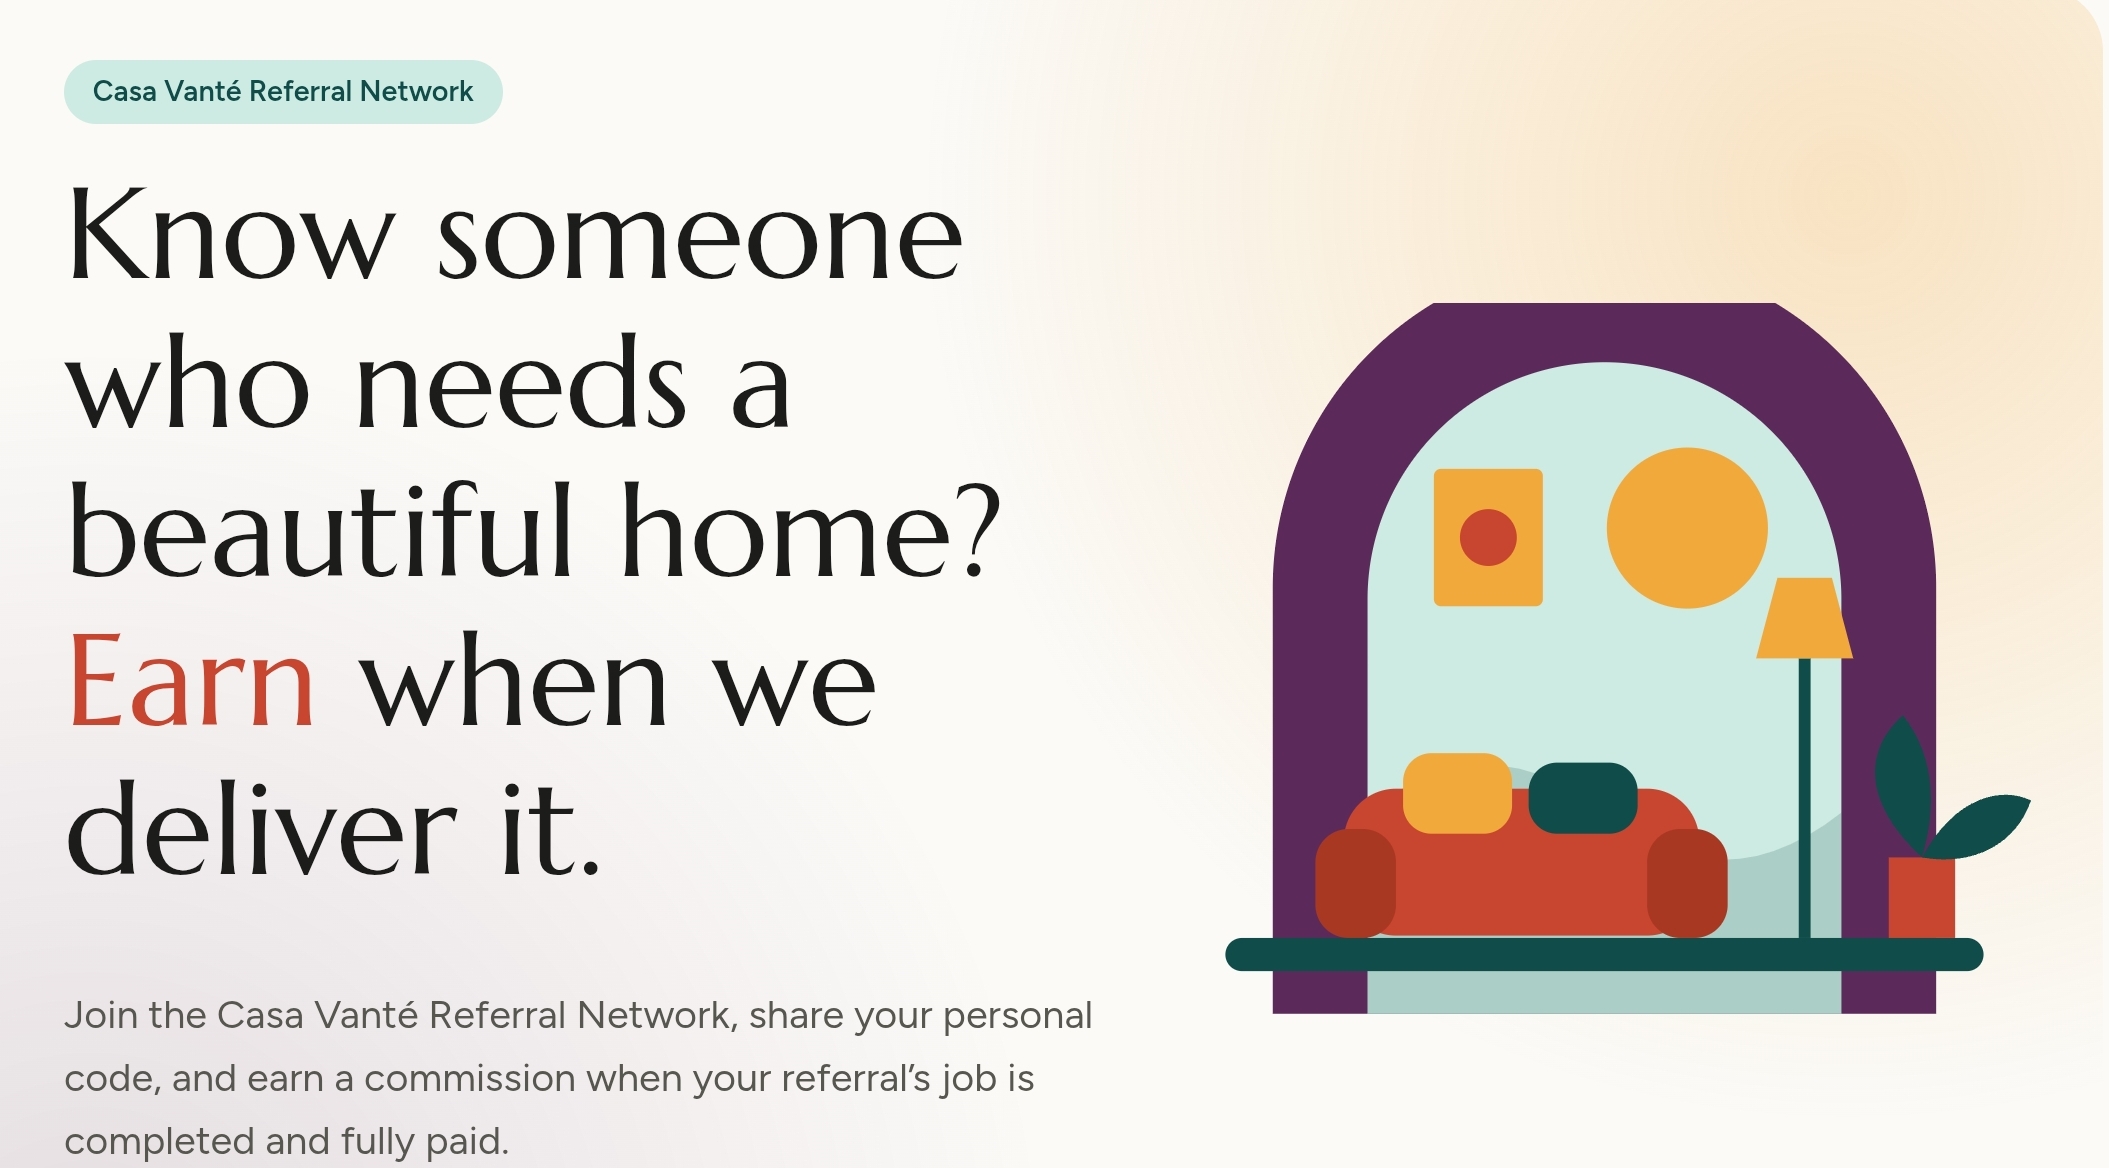 Casa Vanté Referral Network
Know someone
who needs a
beautiful home?
Earn when we
deliver it.
Join the Casa Vanté Referral Network, share your personal
code, and earn a commission when your referral’s job is
completed and fully paid.